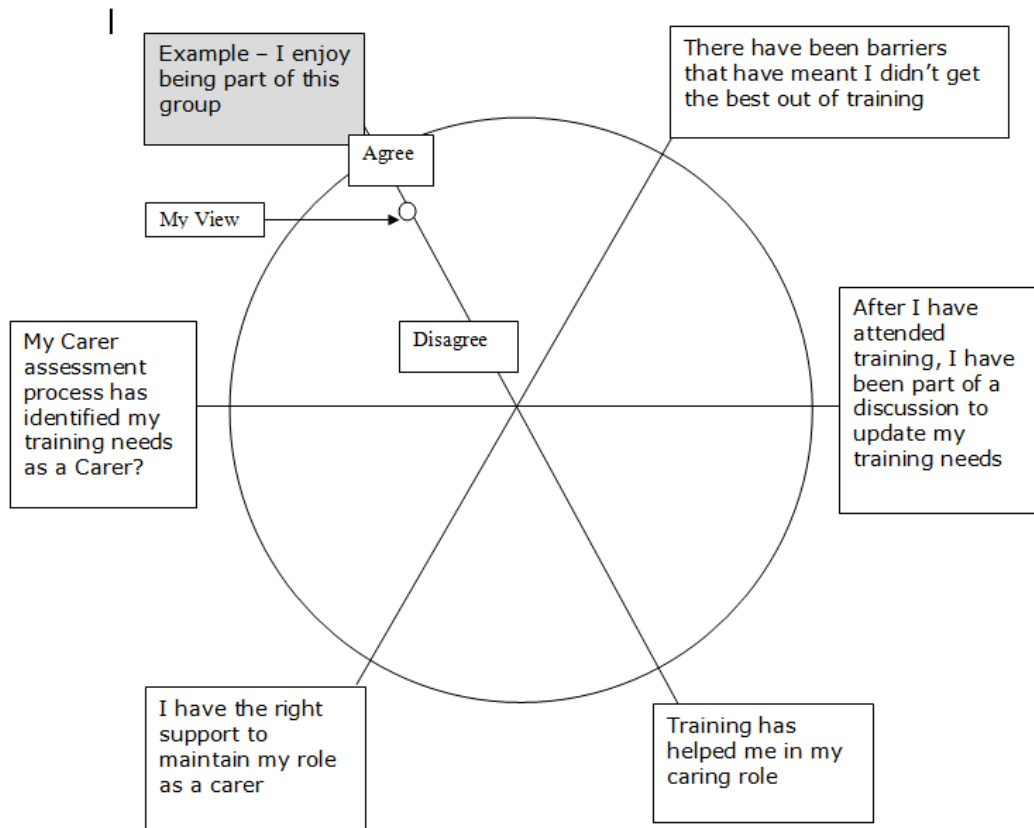 Example – I enjoy
being part of this
group
There have been barriers
that have meant I didn’t get
the best out of training
Agree
My View
Disagree
My Carer
assessment
process has
identified my
training needs
as a Carer?
After I have
attended
training, I have
been part of a
discussion to
update my
training needs
I have the right
support to
maintain my role
as a carer
Training has
helped me in my
caring role